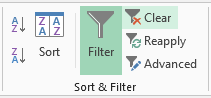 A
Z
Z
A
Z A
A Z
Sort
Filter
Clear
Reapply
Advanced
Sort & Filter